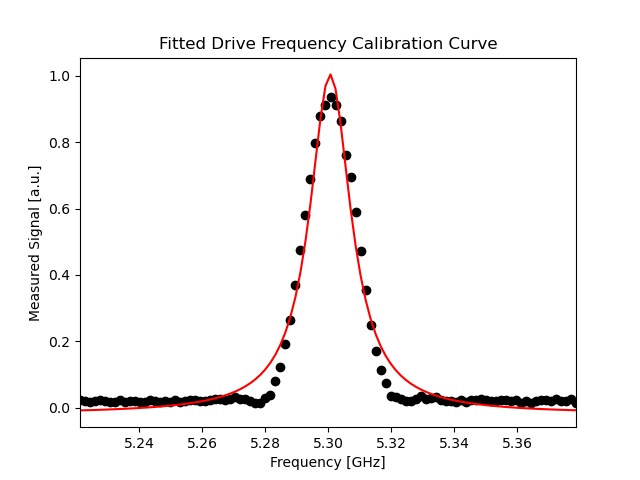 Fitted Drive Frequency Calibration Curve
1.0
0.8
0.6
0.4
0.2
0.0
Measured Signal [a.u.]
5.24 5.26 5.28 5.30 5.32 5.34 5.36
Frequency [GHz]